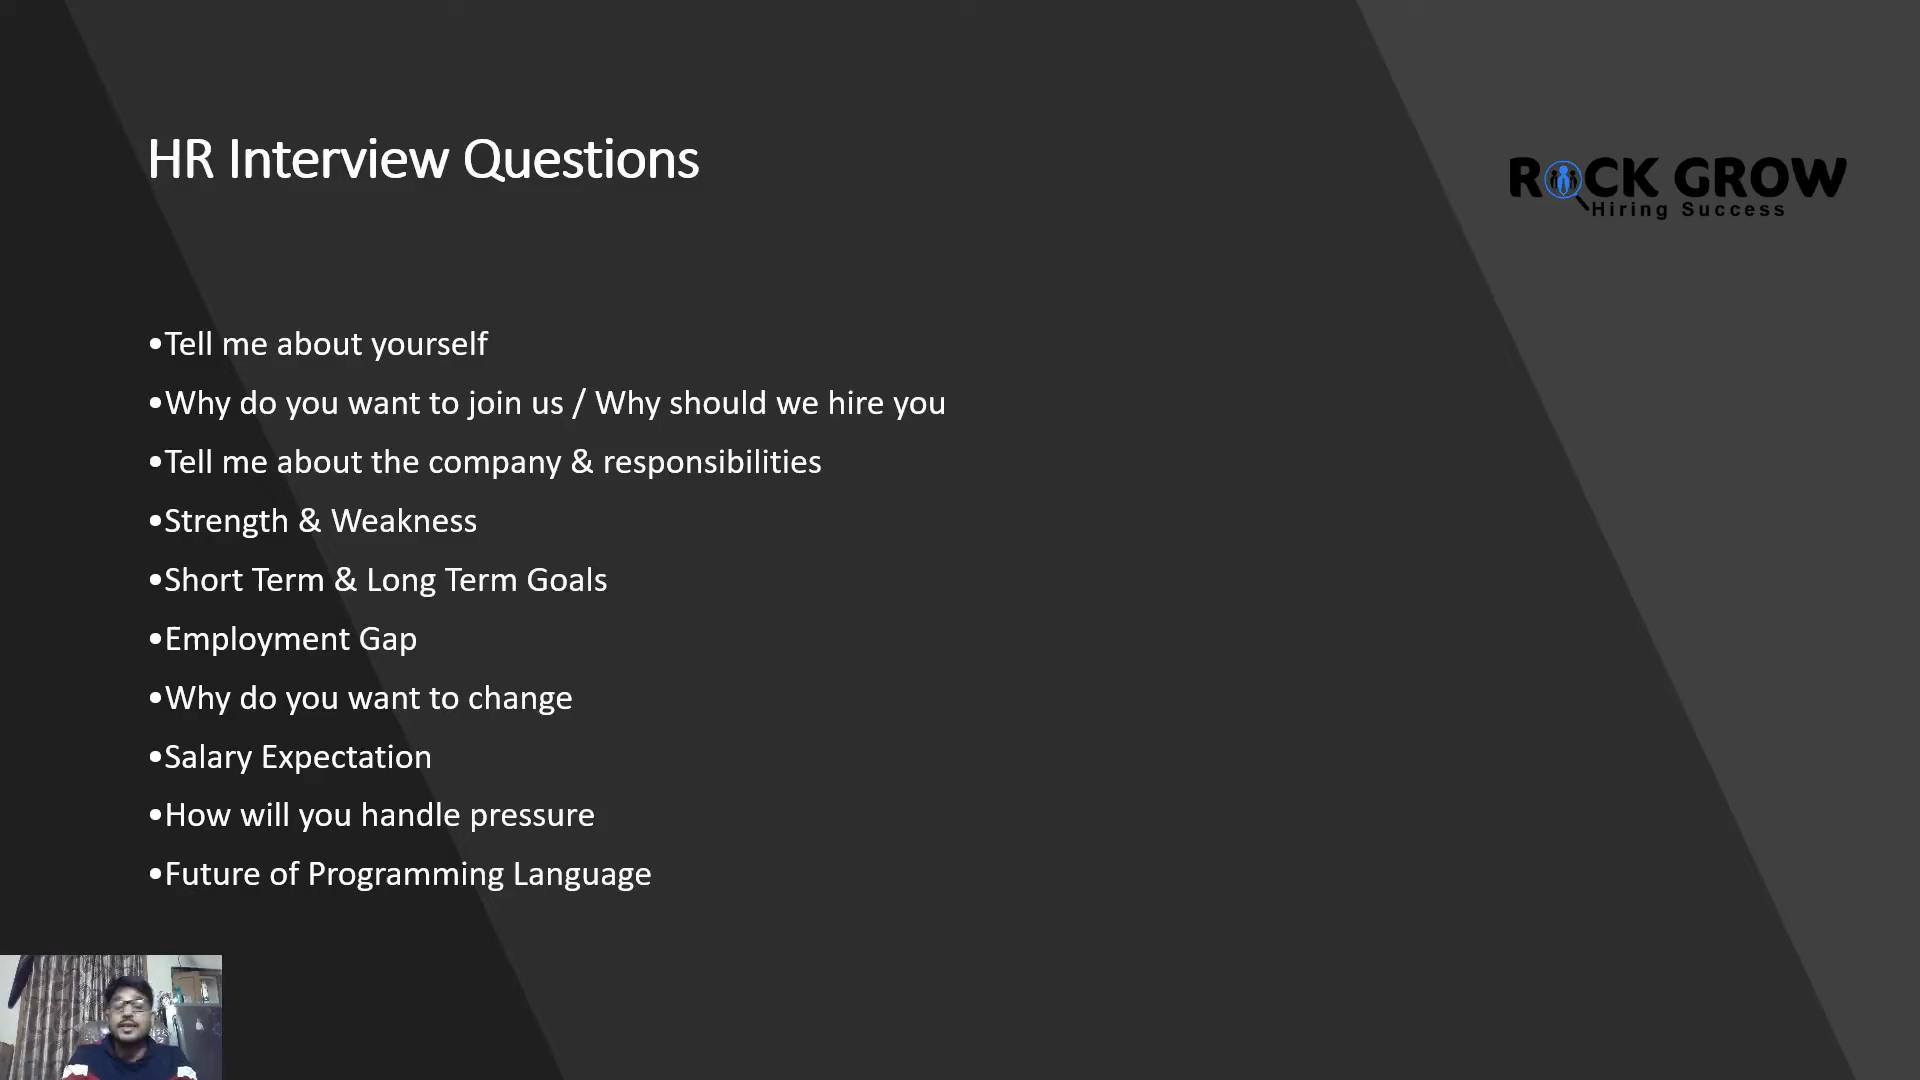 HR Interview Questions
ROCK GROW
Hiring Success
•Tell me about yourself
•Why do you want to join us / Why should we hire you
•Tell me about the company & responsibilities
•Strength & Weakness
•Short Term & Long Term Goals
•Employment Gap
•Why do you want to change
•Salary Expectation
•How will you handle pressure
•Future of Programming Language